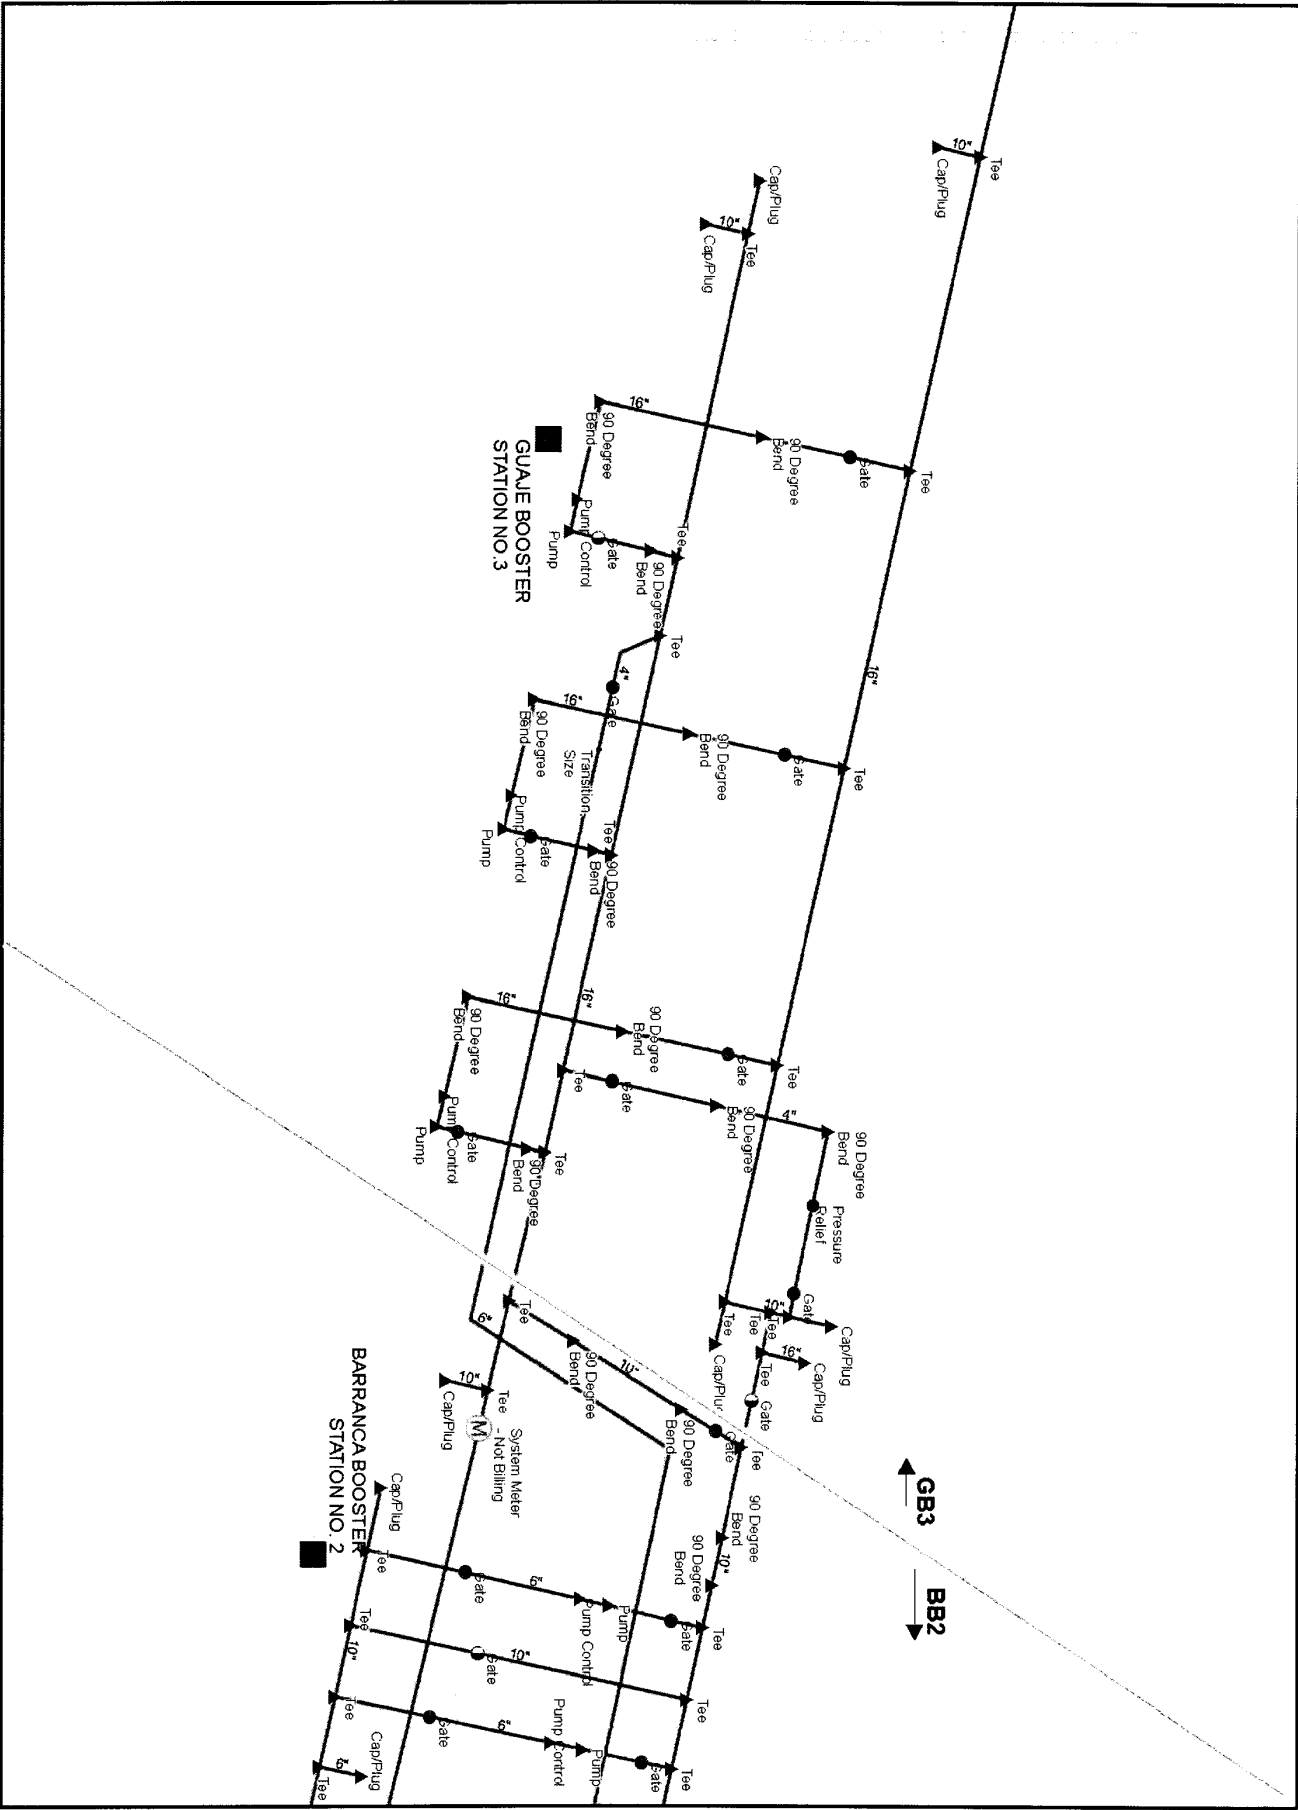 Tee
10"
Cap/Plug
Cap/Plug
10"
Tee
Cap/Plug
16"
90 Degree
Bend
90 Degree
Bend
Gate
Tee
GUAJE BOOSTER
STATION NO.3
Pump Control
Pump
Gate
90 Degree
Bend
Tee
Tee
4"
Gate
16"
16"
90 Degree
Bend
90 Degree
Bend
Gate
Tee
Transition,
Size
Pump Control
Pump
Gate
90 Degree
Bend
Tee
16"
16"
90 Degree
Bend
90 Degree
Bend
Gate
Tee
Tee
Gate
90 Degree
Bend
4"
90 Degree
Bend
Pressure
Relief
Gate
Pump Control
Pump
Gate
90 Degree
Bend
Tee
10"
Tee
Tee
Tee
Cap/Plug
Cap/Plug
16"
Cap/Plug
Tee
Gate
6"
Tee
90 Degree
Bend
10"
90 Degree
Bend
Gate
Tee
GB3
BB2
90 Degree
Bend
10"
90 Degree
Bend
10"
Cap/Plug
Tee
M
System Meter
- Not Billing
BARRANCA BOOSTER
STATION NO. 2
Cap/Plug
Tee
Gate
6"
Pump Control
Pump
Gate
Tee
Tee
10"
Gate
10"
Tee
Tee
Gate
6"
Pump Control
Pump
Gate
Tee
Cap/Plug
6"
Tee